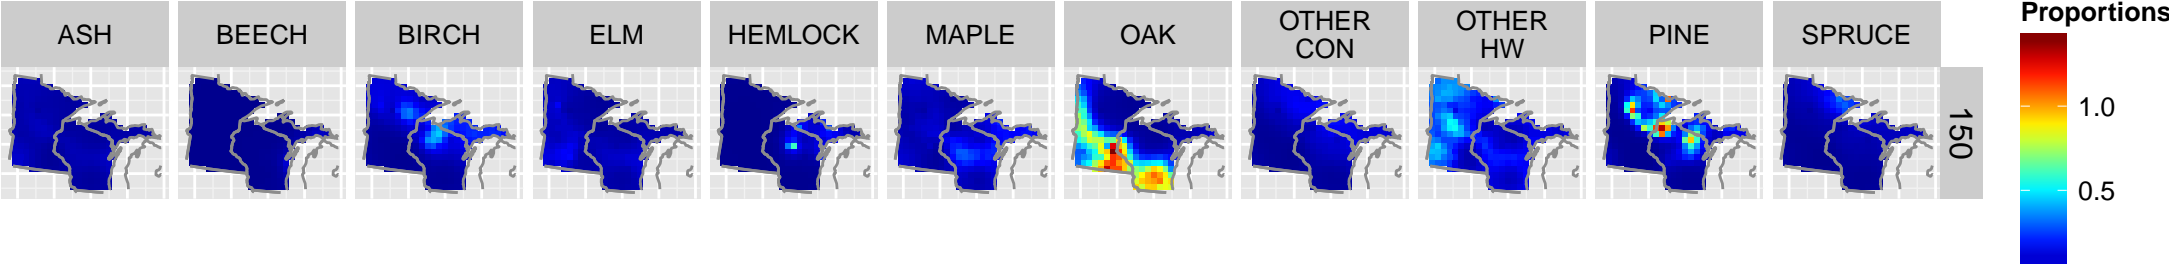 ASH
BEECH
BIRCH
ELM
HEMLOCK
MAPLE
OAK
OTHER
CON
OTHER
HW
PINE
SPRUCE
150
Proportions
1.0
0.5